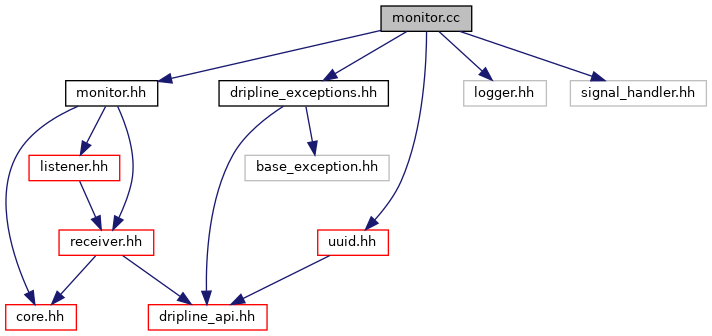 monitor.cc
monitor.hh
dripline_exceptions.hh
logger.hh
signal_handler.hh
listener.hh
base_exception.hh
receiver.hh
uuid.hh
core.hh
dripline_api.hh